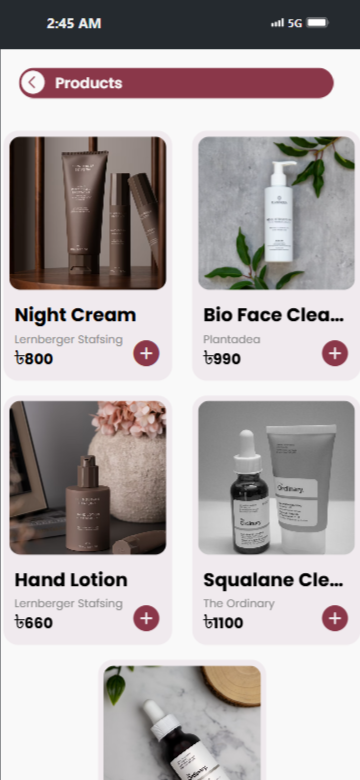 2:45 AM
5G
Products
Night Cream
Lernberger Stafsing
৳800
Bio Face Clea...
Plantadea
৳990
Hand Lotion
Lernberger Stafsing
৳660
Squalane Cle...
The Ordinary
৳1100
Ordinary.